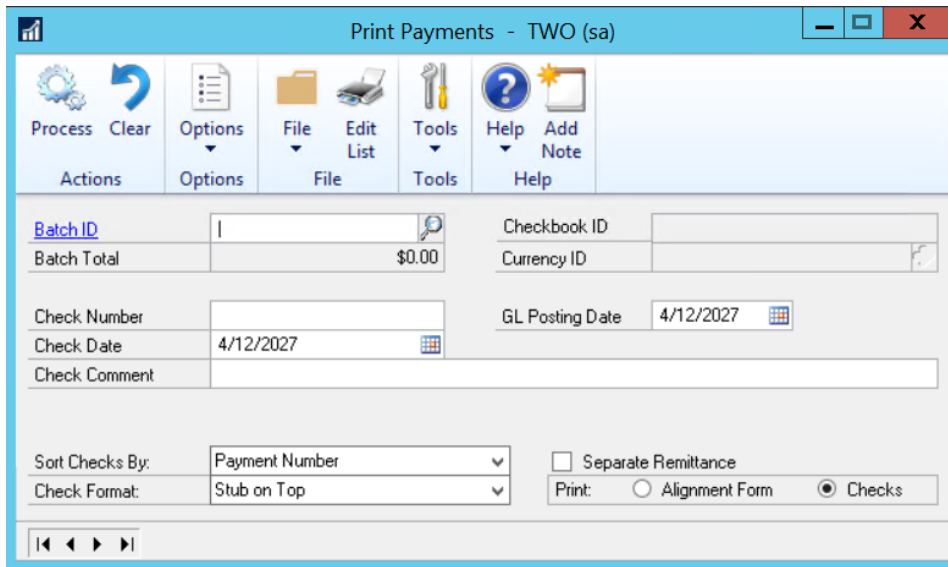 Print Payments - TWO (sa)
Process Clear Options File Edit List Tools Help Add Note
Actions Options File Tools Help
Batch ID Checkbook ID
Batch Total $0.00 Currency ID
Check Number GL Posting Date 4/12/2027
Check Date 4/12/2027
Check Comment
Sort Checks By: Payment Number Separate Remittance
Check Format: Stub on Top Print: Alignment Form Checks